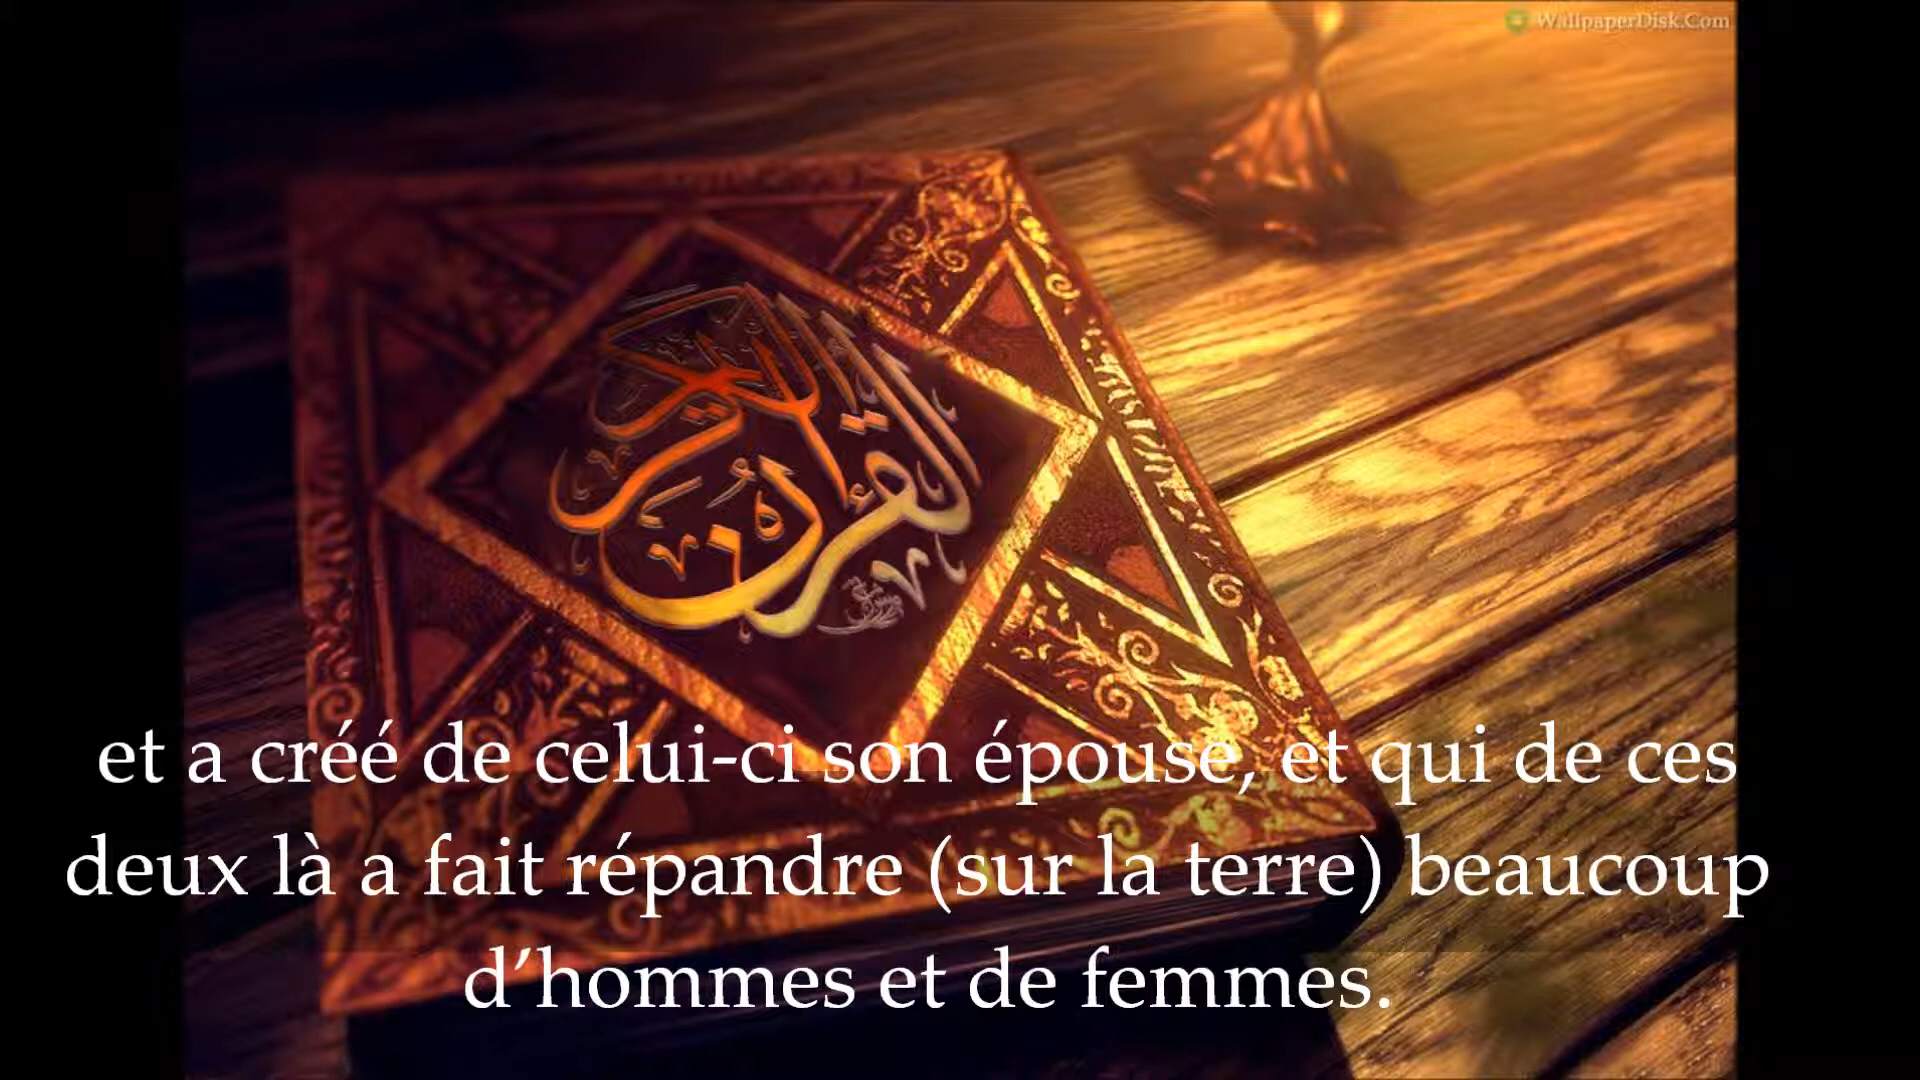 WallpaperDisk.Com
القرآن الكريم
et a créé de celui-ci son épouse, et qui de ces
deux là a fait répandre (sur la terre) beaucoup
d’hommes et de femmes.